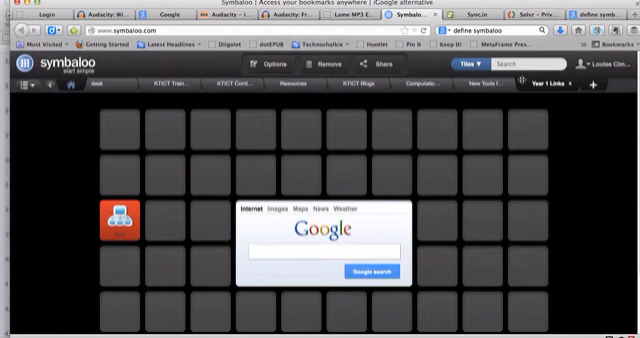 Symbaloo | Access your bookmarks anywhere | iGoogle alternative
Login
Audacity: Wi...
Google
Audacity - I...
Audacity: Fr...
Lame MP3 E...
Symbaloo...
Sync.in
Solvr - Priv...
define symb...
www.symbaloo.com
define symbaloo
Most Visited
Getting Started
Latest Headlines
Diigolet
dotEPUB
Technochalkie
Hootlet
Pin It
Keep It!
MetaFrame Pres...
Bookmarks
symbaloo
start simple
Options
Remove
Share
Tiles
Search
Louise Clm...
desk
KTICT Train...
KTICT Conf...
Resources
KTICT Blogs
Computatio...
New Tools f...
Year 1 Links x
Internet Images Maps News Weather
Google
Google search